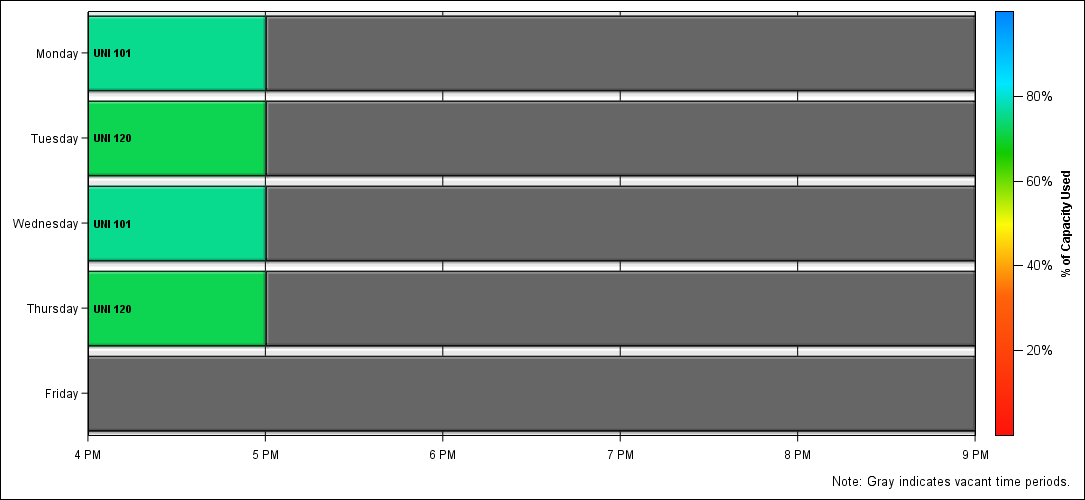 Monday
UNI 101
Tuesday
UNI 120
Wednesday
UNI 101
Thursday
UNI 120
Friday
4 PM 5 PM 6 PM 7 PM 8 PM 9 PM
80%
60%
40%
20%
% of Capacity Used
Note: Gray indicates vacant time periods.